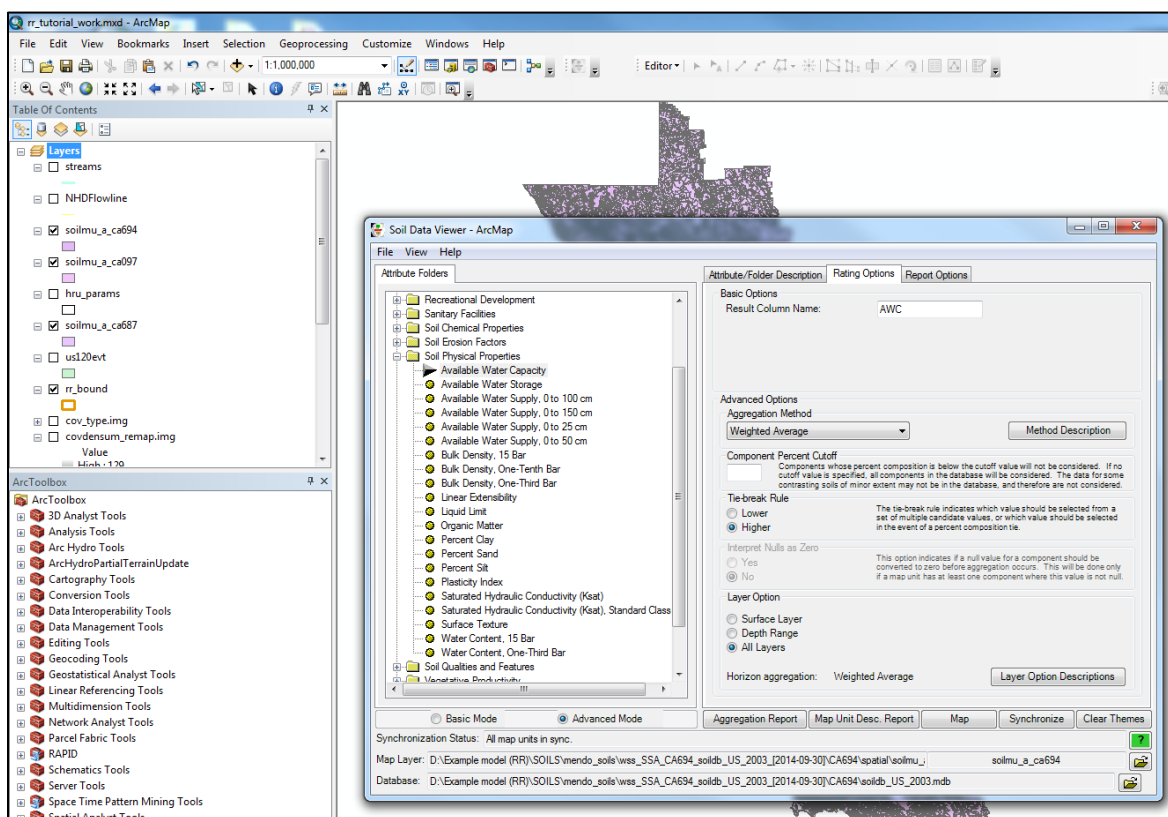 rr_tutorial_work.mxd - ArcMap
File Edit View Bookmarks Insert Selection Geoprocessing Customize Windows Help
1:1,000,000
Editor
Table Of Contents
Layers
streams
NHDFlowline
soilmu_a_ca694
soilmu_a_ca097
hru_params
soilmu_a_ca687
us120evt
rr_bound
cov_type.img
covdensum_remap.img
Value
High : 129
ArcToolbox
ArcToolbox
3D Analyst Tools
Analysis Tools
Arc Hydro Tools
ArcHydroPartialTerrainUpdate
Cartography Tools
Conversion Tools
Data Interoperability Tools
Data Management Tools
Editing Tools
Geocoding Tools
Geostatistical Analyst Tools
Linear Referencing Tools
Multidimension Tools
Network Analyst Tools
Parcel Fabric Tools
RAPID
Schematics Tools
Server Tools
Space Time Pattern Mining Tools
Spatial Analyst Tools
Soil Data Viewer - ArcMap
File View Help
Attribute Folders
Recreational Development
Sanitary Facilities
Soil Chemical Properties
Soil Erosion Factors
Soil Physical Properties
Available Water Capacity
Available Water Storage
Available Water Supply, 0 to 100 cm
Available Water Supply, 0 to 150 cm
Available Water Supply, 0 to 25 cm
Available Water Supply, 0 to 50 cm
Bulk Density, 15 Bar
Bulk Density, One-Tenth Bar
Bulk Density, One-Third Bar
Linear Extensibility
Liquid Limit
Organic Matter
Percent Clay
Percent Sand
Percent Silt
Plasticity Index
Saturated Hydraulic Conductivity (Ksat)
Saturated Hydraulic Conductivity (Ksat), Standard Class
Surface Texture
Water Content, 15 Bar
Water Content, One-Third Bar
Soil Qualities and Features
Vegetative Productivity
Basic Mode Advanced Mode
Attribute/Folder Description Rating Options Report Options
Basic Options
Result Column Name: AWC
Advanced Options
Aggregation Method
Weighted Average Method Description
Component Percent Cutoff
Components whose percent composition is below the cutoff value will not be considered. If no
cutoff value is specified, all components in the database will be considered. The data for some
contrasting soils of minor extent may not be in the database, and therefore are not considered.
Tie-break Rule
Lower
Higher
The tie-break rule indicates which value should be selected from a
set of multiple candidate values, or which value should be selected
in the event of a percent composition tie.
Interpret Nulls as Zero
Yes
No
This option indicates if a null value for a component should be
converted to zero before aggregation occurs. This will be done only
if a map unit has at least one component where this value is not null.
Layer Option
Surface Layer
Depth Range
All Layers
Horizon aggregation: Weighted Average Layer Option Descriptions
Aggregation Report Map Unit Desc. Report Map Synchronize Clear Themes
Synchronization Status: All map units in sync.
?
Map Layer: D:\Example model (RR)\SOILS\mendo_soils\wss_SSA_CA694_soildb_US_2003_[2014-09-30]\CA694\spatial\soilmu_ soilmu_a_ca694
Database: D:\Example model (RR)\SOILS\mendo_soils\wss_SSA_CA694_soildb_US_2003_[2014-09-30]\CA694\soildb_US_2003.mdb